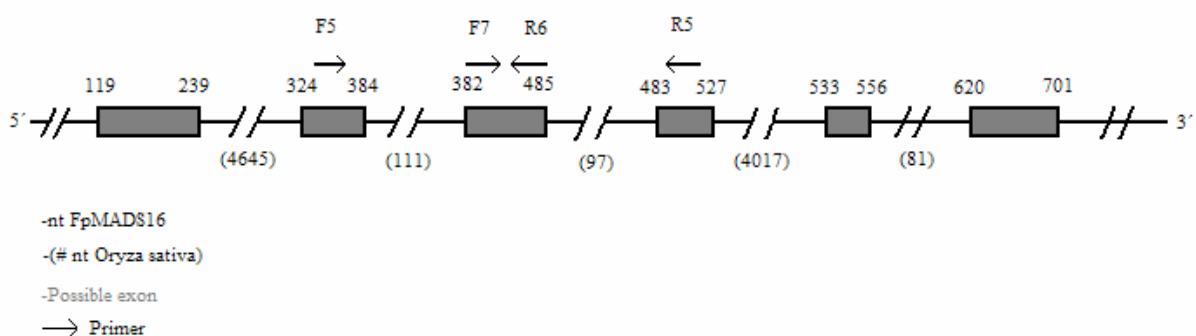 F5 F7 R6 R5
119 239 324 384 382 485 483 527 533 556 620 701
5´ 3´
(4645) (111) (97) (4017) (81)
-nt FpMADS16
-(# nt Oryza sativa)
-Possible exon
Primer